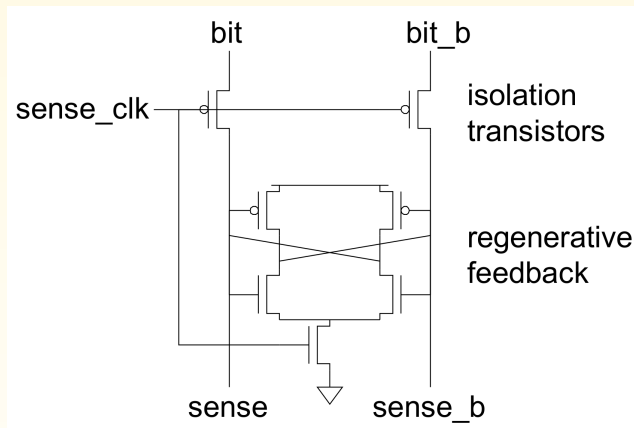 bit
bit_b
sense_clk
isolation
transistors
regenerative
feedback
sense
sense_b